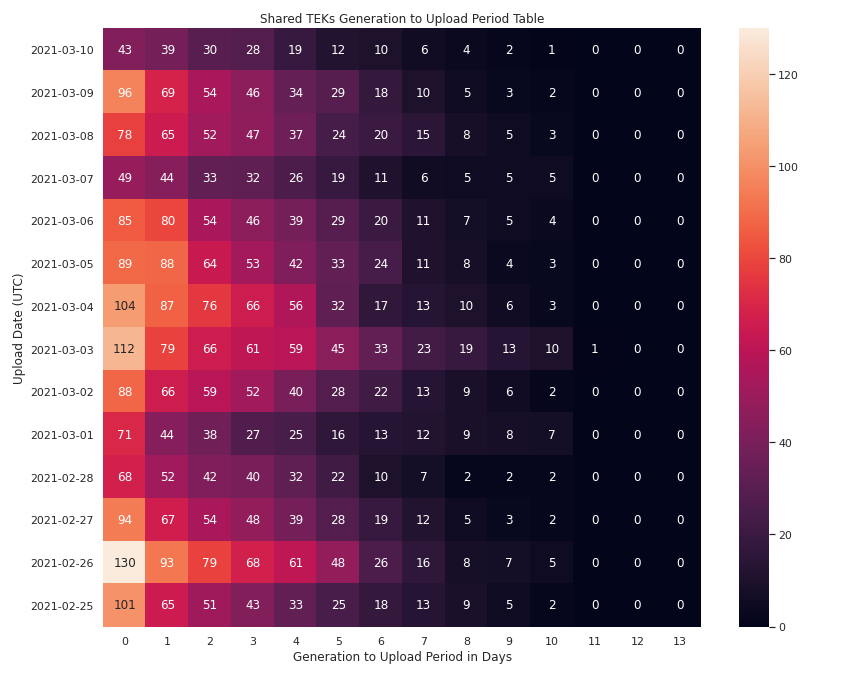 Shared TEKs Generation to Upload Period Table
Upload Date (UTC)
2021-03-10 43 39 30 28 19 12 10 6 4 2 1 0 0 0
2021-03-09 96 69 54 46 34 29 18 10 5 3 2 0 0 0
2021-03-08 78 65 52 47 37 24 20 15 8 5 3 0 0 0
2021-03-07 49 44 33 32 26 19 11 6 5 5 5 0 0 0
2021-03-06 85 80 54 46 39 29 20 11 7 5 4 0 0 0
2021-03-05 89 88 64 53 42 33 24 11 8 4 3 0 0 0
2021-03-04 104 87 76 66 56 32 17 13 10 6 3 0 0 0
2021-03-03 112 79 66 61 59 45 33 23 19 13 10 1 0 0
2021-03-02 88 66 59 52 40 28 22 13 9 6 2 0 0 0
2021-03-01 71 44 38 27 25 16 13 12 9 8 7 0 0 0
2021-02-28 68 52 42 40 32 22 10 7 2 2 2 0 0 0
2021-02-27 94 67 54 48 39 28 19 12 5 3 2 0 0 0
2021-02-26 130 93 79 68 61 48 26 16 8 7 5 0 0 0
2021-02-25 101 65 51 43 33 25 18 13 9 5 2 0 0 0
0 1 2 3 4 5 6 7 8 9 10 11 12 13
Generation to Upload Period in Days
120
100
80
60
40
20
0